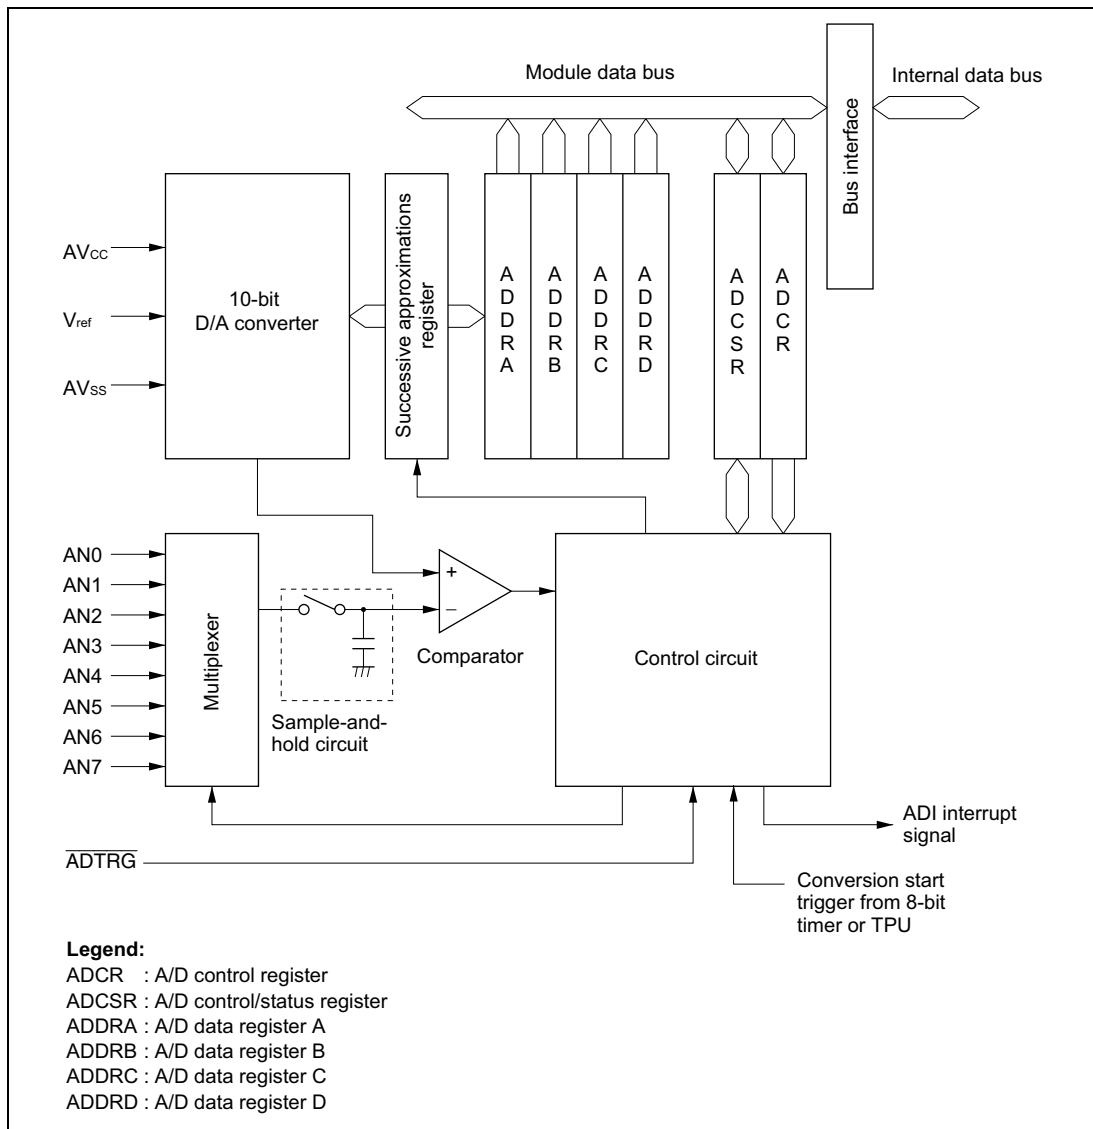 Module data bus
Internal data bus
Bus interface
AVCC
Vref
AVSS
10-bit
D/A converter
Successive approximations
register
ADDRA
ADDRB
ADDRC
ADDRD
ADCSR
ADCR
AN0
AN1
AN2
AN3
AN4
AN5
AN6
AN7
Multiplexer
+
−
Comparator
Sample-and-
hold circuit
Control circuit
ADI interrupt
signal
ADTRG
Conversion start
trigger from 8-bit
timer or TPU
Legend:
ADCR : A/D control register
ADCSR : A/D control/status register
ADDRA : A/D data register A
ADDRB : A/D data register B
ADDRC : A/D data register C
ADDRD : A/D data register D